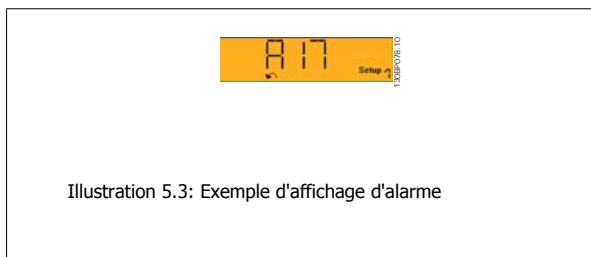 A17
Setup 1
130BP078.10
Illustration 5.3: Exemple d'affichage d'alarme